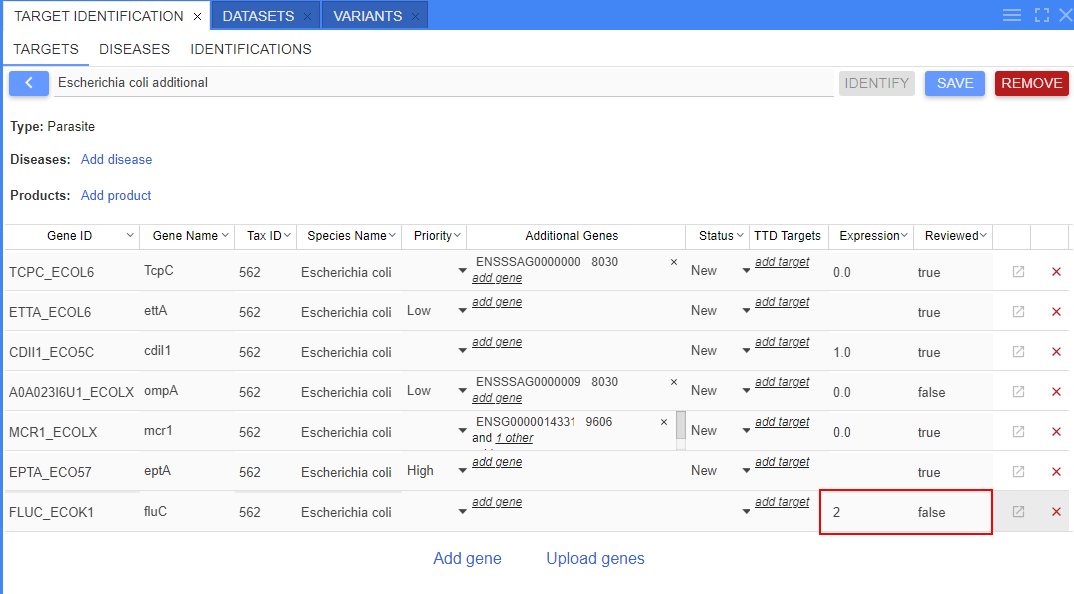 TARGET IDENTIFICATION × DATASETS × VARIANTS ×
TARGETS DISEASES IDENTIFICATIONS
Escherichia coli additional IDENTIFY SAVE REMOVE
Type: Parasite
Diseases: Add disease
Products: Add product
Gene ID Gene Name Tax ID Species Name Priority Additional Genes Status TTD Targets Expression Reviewed
TCPC_ECOL6 TcpC 562 Escherichia coli ENSSSAG0000000 8030 × New add target 0.0 true
add gene
ETTA_ECOL6 ettA 562 Escherichia coli Low add gene New add target true
CDII1_ECO5C cdiI1 562 Escherichia coli add gene New add target 1.0 true
A0A023I6U1_ECOLX ompA 562 Escherichia coli Low ENSSSAG0000009 8030 × New add target 0.0 false
add gene
MCR1_ECOLX mcr1 562 Escherichia coli ENSG0000014331 9606 × New add target 0.0 true
and 1 other
EPTA_ECO57 eptA 562 Escherichia coli High add gene New add target true
FLUC_ECOK1 fluC 562 Escherichia coli add gene add target 2 false
Add gene Upload genes